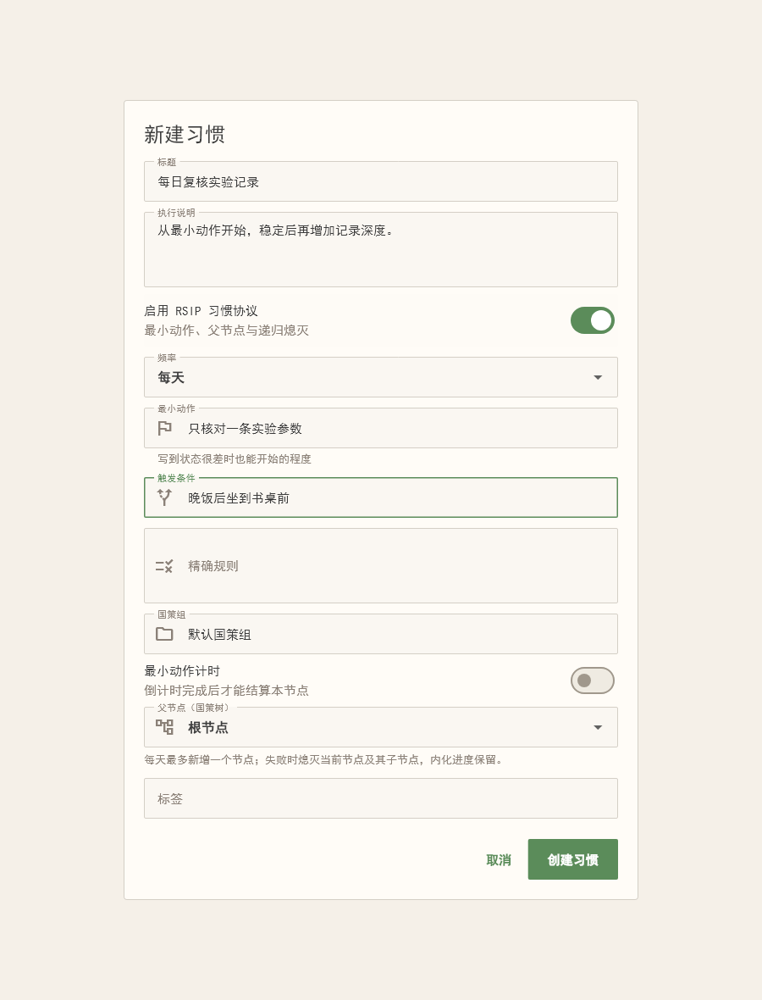 新建习惯
标题
每日复核实验记录
执行说明
从最小动作开始，稳定后再增加记录深度。
启用 RSIP 习惯协议
最小动作、父节点与递归熄灭
频率
每天
最小动作
只核对一条实验参数
写到状态很差时也能开始的程度
触发条件
晚饭后坐到书桌前
精确规则
国策组
默认国策组
最小动作计时
倒计时完成后才能结算本节点
父节点（国策树）
根节点
每天最多新增一个节点；失败时熄灭当前节点及其子节点，内化进度保留。
标签
取消
创建习惯